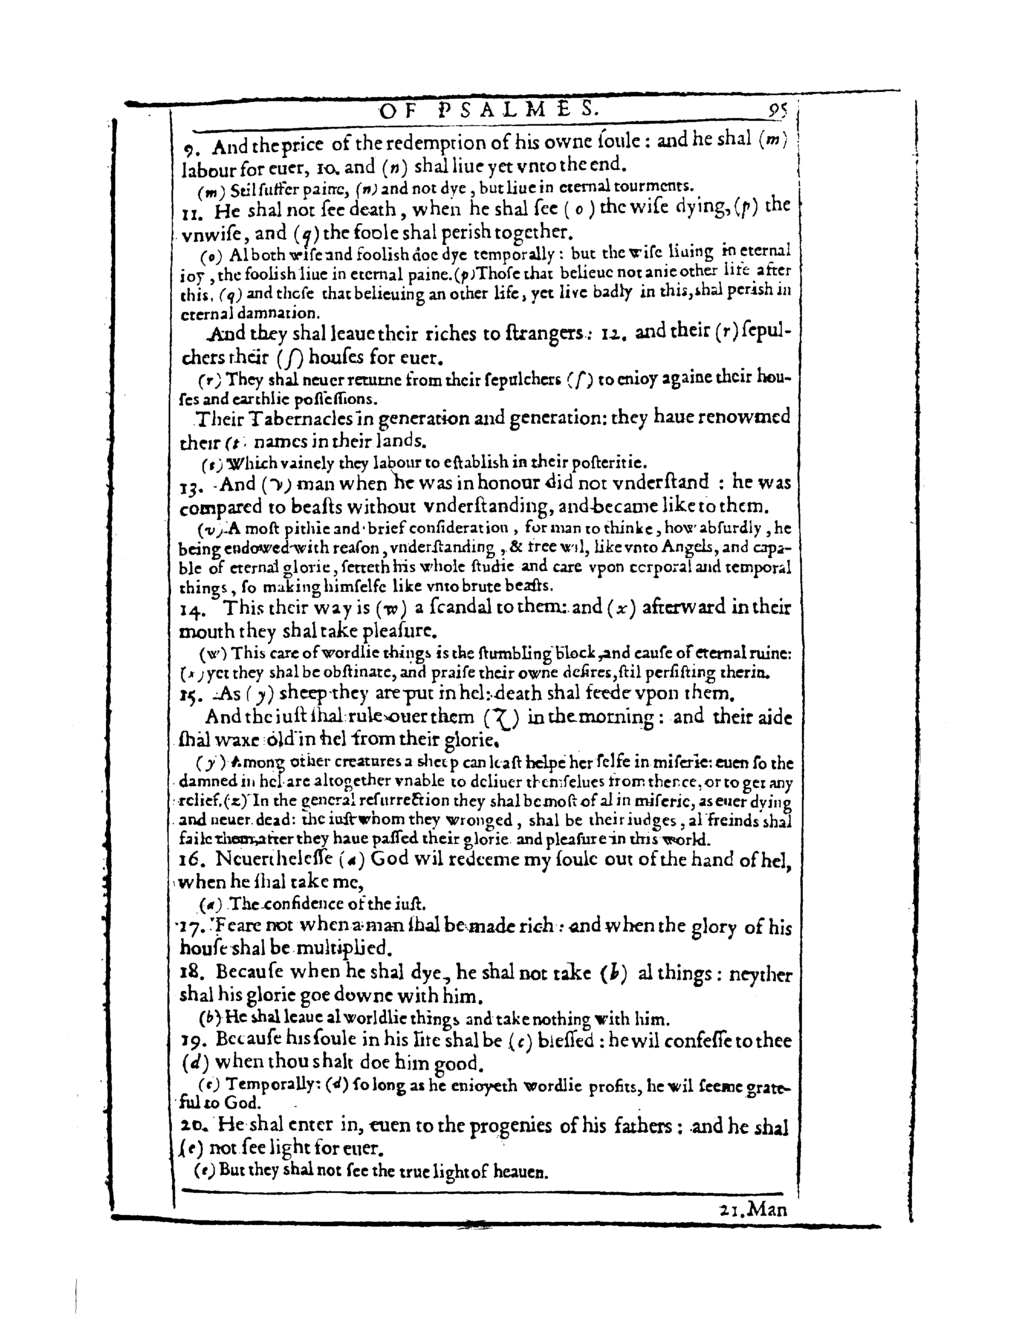 OF PSALMES. 95
9. And the price of the redemption of his owne ſoule : and he shal (m)
labour for euer, 10. and (n) shal liue yet vnto the end.
(m) Stil ſuffer paine, (n) and not dye, but liue in eternal tourments.
11. He shal not ſee death, when he shal ſee ( o ) the wiſe dying, (p) the
vnwiſe, and (q) the foole shal perish together.
(o) Al both wiſe and foolish doe dye temporally : but the wiſe liuing in eternal
ioy, the foolish liue in eternal paine. (p) Thoſe that belieue not anie other life after
this, (q) and thoſe that belieuing an other life, yet live badly in this, shal perish in
eternal damnation.
And they shal leaue their riches to ſtrangers : 12. and their (r) ſepul-
chers their (ſ) houſes for euer.
(r) They shal neuer returne from their ſepulchers (ſ) to enioy againe their hou-
ſes and earthlie poſſeſſions.
Their Tabernacles in generation and generation: they haue renowmed
their (t) names in their lands.
(t) Which vainely they labour to eſtablish in their poſteritie.
13. And (v) man when he was in honour did not vnderſtand : he was
compared to beaſts without vnderſtanding, and became like to them.
(v) A moſt pithie and brief conſideration, for man to thinke, how abſurdly, he
being endowed with reaſon, vnderſtanding, & free wil, like vnto Angels, and capa-
ble of eternal glorie, ſetteth his whole ſtudie and care vpon corporal and temporal
things, ſo making himſelfe like vnto brute beaſts.
14. This their way is (w) a ſcandal to them: and (x) afterward in their
mouth they shal take pleaſure.
(w) This care of wordlie things is the ſtumbling block, and cauſe of eternal ruine:
(x) yet they shal be obſtinate, and praiſe their owne deſires, ſtil perſiſting therin.
15. As ( y ) sheep they are put in hel: death shal feede vpon them.
And the iuſt ſhal rule ouer them (z) in the morning : and their aide
ſhal waxe old in hel from their glorie.
( y ) Among other creatures a sheep can leaſt helpe her ſelfe in miſerie: euen ſo the
damned in hel are altogether vnable to deliuer themſelues from thence, or to get any
relief. (z) In the general reſurrection they shal be moſt of al in miſerie, as euer dying
and neuer dead: the iuſt whom they wronged, shal be their iudges, al freinds shal
faile them, after they haue paſſed their glorie and pleaſure in this world.
16. Neuertheleſſe (a) God wil redeeme my ſoule out of the hand of hel,
when he ſhal take me,
(a) The confidence of the iuſt.
17. Feare not when a man ſhal be made rich : and when the glory of his
houſe shal be multiplied.
18. Becauſe when he shal dye, he shal not take (b) al things : neyther
shal his glorie goe downe with him.
(b) He shal leaue al worldlie things and take nothing with him.
19. Becauſe his ſoule in his life shal be (c) bleſſed : he wil confeſſe to thee
(d) when thou shalt doe him good.
(c) Temporally: (d) ſo long as he enioyeth wordlie profits, he wil ſeeme grate-
ful to God.
20. He shal enter in, euen to the progenies of his fathers : and he shal
(e) not ſee light for euer.
(e) But they shal not ſee the true light of heauen.
21. Man